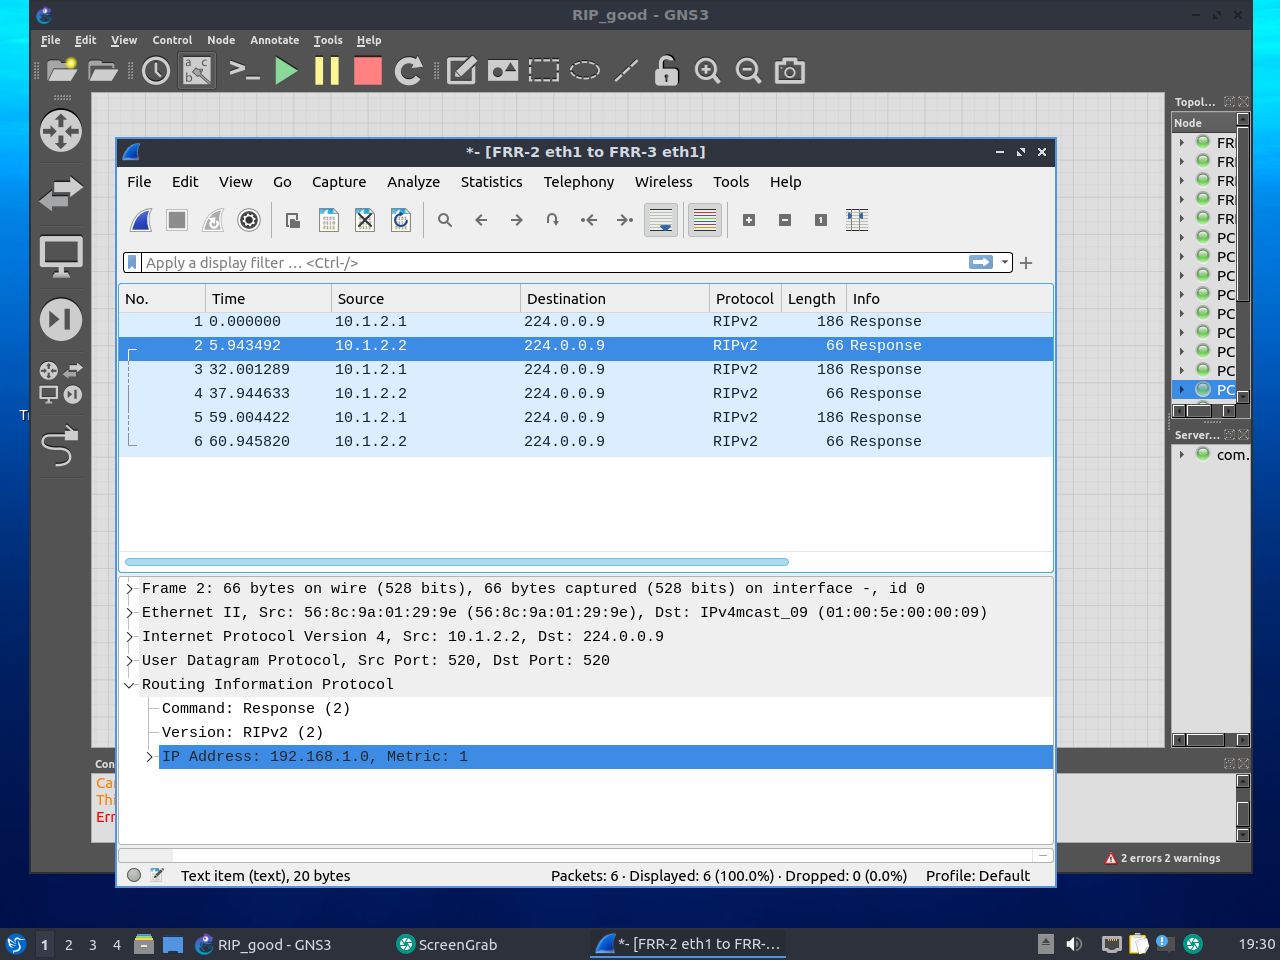 RIP_good - GNS3
File Edit View Control Node Annotate Tools Help
Topol...
Node
FRI
FRI
FRI
FRI
FRI
PC
PC
PC
PC
PC
PC
PC
PC
PC
Server...
com.
*- [FRR-2 eth1 to FRR-3 eth1]
File Edit View Go Capture Analyze Statistics Telephony Wireless Tools Help
Apply a display filter … <Ctrl-/>
No. Time Source Destination Protocol Length Info
1 0.000000 10.1.2.1 224.0.0.9 RIPv2 186 Response
2 5.943492 10.1.2.2 224.0.0.9 RIPv2 66 Response
3 32.001289 10.1.2.1 224.0.0.9 RIPv2 186 Response
4 37.944633 10.1.2.2 224.0.0.9 RIPv2 66 Response
5 59.004422 10.1.2.1 224.0.0.9 RIPv2 186 Response
6 60.945820 10.1.2.2 224.0.0.9 RIPv2 66 Response
Frame 2: 66 bytes on wire (528 bits), 66 bytes captured (528 bits) on interface -, id 0
Ethernet II, Src: 56:8c:9a:01:29:9e (56:8c:9a:01:29:9e), Dst: IPv4mcast_09 (01:00:5e:00:00:09)
Internet Protocol Version 4, Src: 10.1.2.2, Dst: 224.0.0.9
User Datagram Protocol, Src Port: 520, Dst Port: 520
Routing Information Protocol
Command: Response (2)
Version: RIPv2 (2)
IP Address: 192.168.1.0, Metric: 1
Con
Ca
Thi
Err
Text item (text), 20 bytes
Packets: 6 · Displayed: 6 (100.0%) · Dropped: 0 (0.0%)
Profile: Default
2 errors 2 warnings
1 2 3 4
RIP_good - GNS3
ScreenGrab
*- [FRR-2 eth1 to FRR-...
19:30